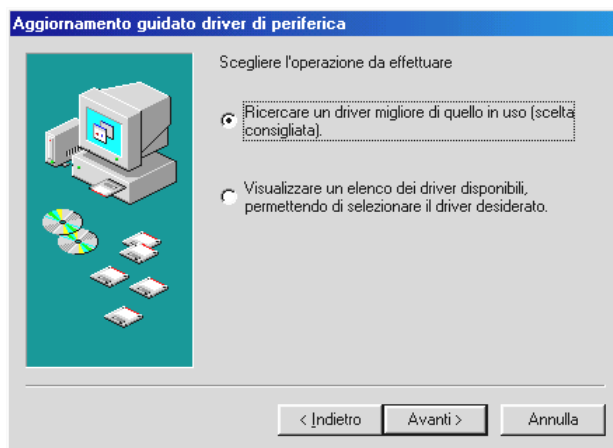 Aggiornamento guidato driver di periferica
Scegliere l'operazione da effettuare
Ricercare un driver migliore di quello in uso (scelta
consigliata).
Visualizzare un elenco dei driver disponibili,
permettendo di selezionare il driver desiderato.
< Indietro
Avanti >
Annulla